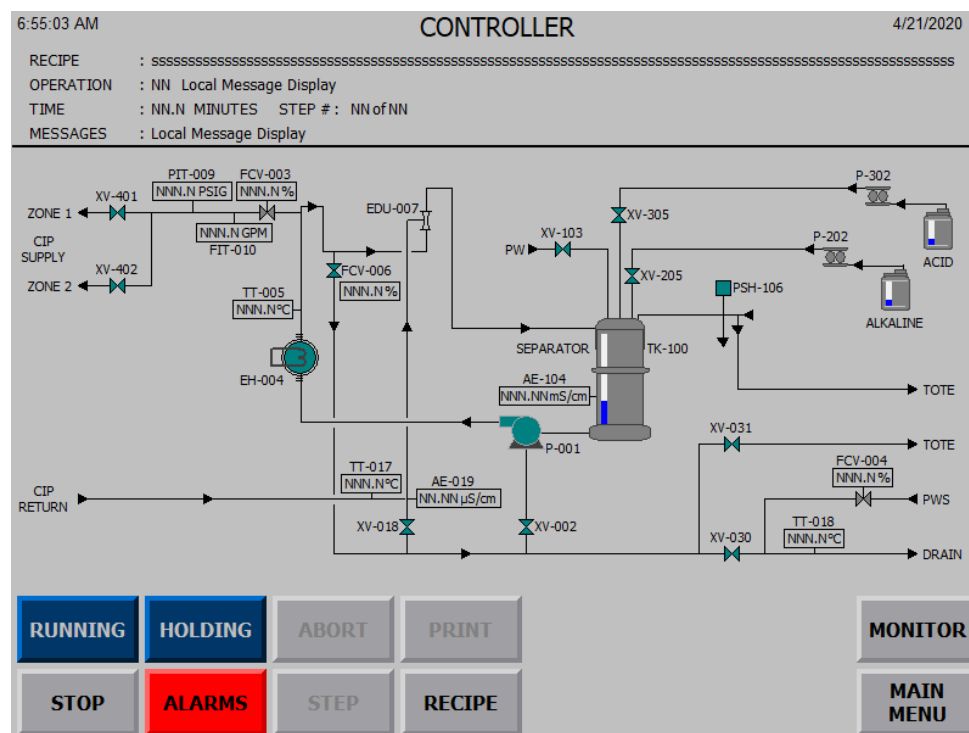 6:55:03 AM CONTROLLER 4/21/2020
RECIPE : ssssssssssssssssssssssssssssssssssssssssssssssssssssssssssssssssssssssssssssssssssssssssssssssssssssssssssssssss
OPERATION : NN Local Message Display
TIME : NN.N MINUTES STEP # : NN of NN
MESSAGES : Local Message Display
PIT-009 FCV-003 P-302
XV-401 NNN.N PSIG NNN.N %
ZONE 1 EDU-007 XV-305
NNN.N GPM XV-103 P-202
CIP FIT-010 PW
SUPPLY ACID
XV-402 FCV-006 XV-205
ZONE 2 TT-005 NNN.N % PSH-106
NNN.N°C ALKALINE
SEPARATOR TK-100
EH-004 AE-104
NNN.NN mS/cm TOTE
XV-031
P-001 TOTE
FCV-004
TT-017 NNN.N %
CIP NNN.N°C AE-019
RETURN NN.NN µS/cm PWS
XV-018 XV-002 TT-018
XV-030 NNN.N°C
DRAIN
RUNNING HOLDING ABORT PRINT MONITOR
STOP ALARMS STEP RECIPE MAIN
MENU